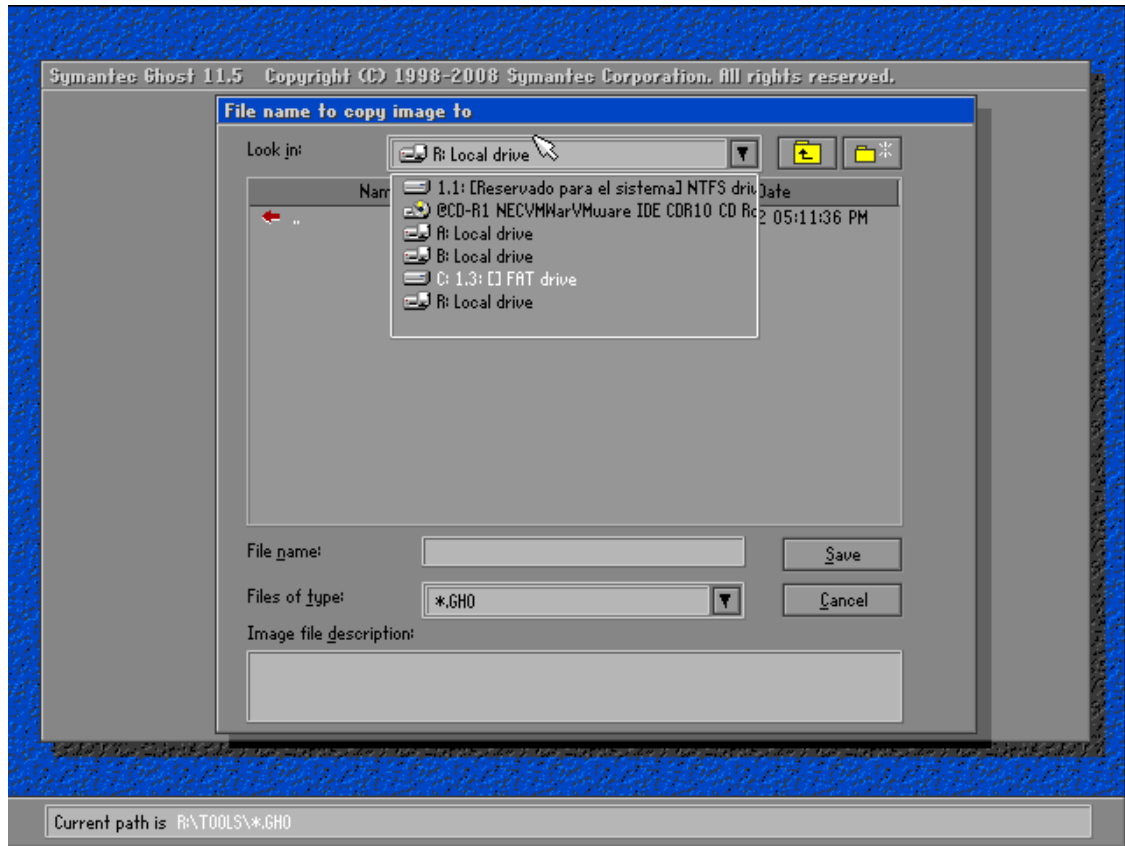 Symantec Ghost 11.5 Copyright (C) 1998-2008 Symantec Corporation. All rights reserved.
File name to copy image to
Look in: R: Local drive
Nam Date
1.1: [Reservado para el sistema] NTFS driv
.. 2 05:11:36 PM
@CD-R1 NECVMWarVMware IDE CDR10 CD Ro
A: Local drive
B: Local drive
C: 1.3: [] FAT drive
R: Local drive
File name: Save
Files of type: *.GHO Cancel
Image file description:
Current path is R:\TOOLS\*.GHO